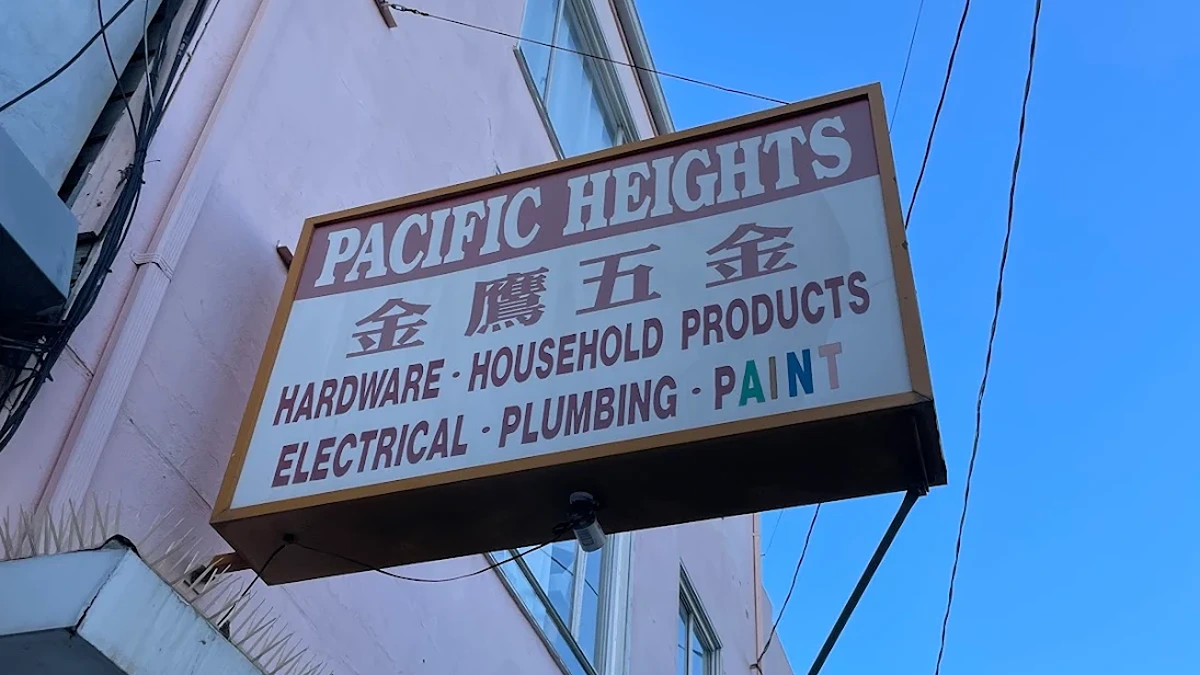 PACIFIC HEIGHTS
金鷹五金
HARDWARE · HOUSEHOLD PRODUCTS
ELECTRICAL · PLUMBING · PAINT